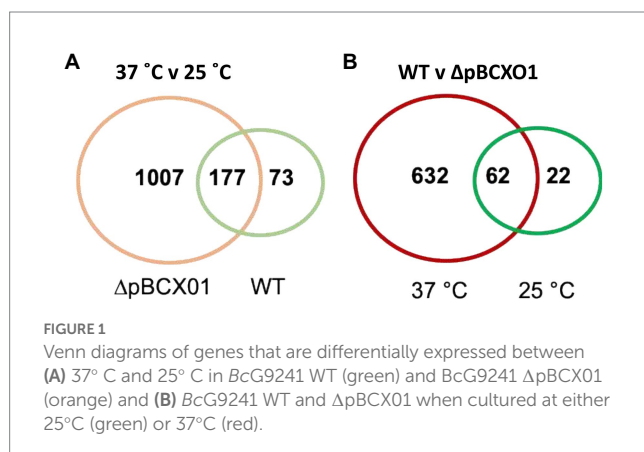 A
37 ˚C v 25 ˚C
1007 177 73
ΔpBCX01 WT
B
WT v ΔpBCXO1
632 62 22
37 °C 25 °C
FIGURE 1
Venn diagrams of genes that are differentially expressed between
(A) 37° C and 25° C in BcG9241 WT (green) and BcG9241 ΔpBCX01
(orange) and (B) BcG9241 WT and ΔpBCX01 when cultured at either
25°C (green) or 37°C (red).